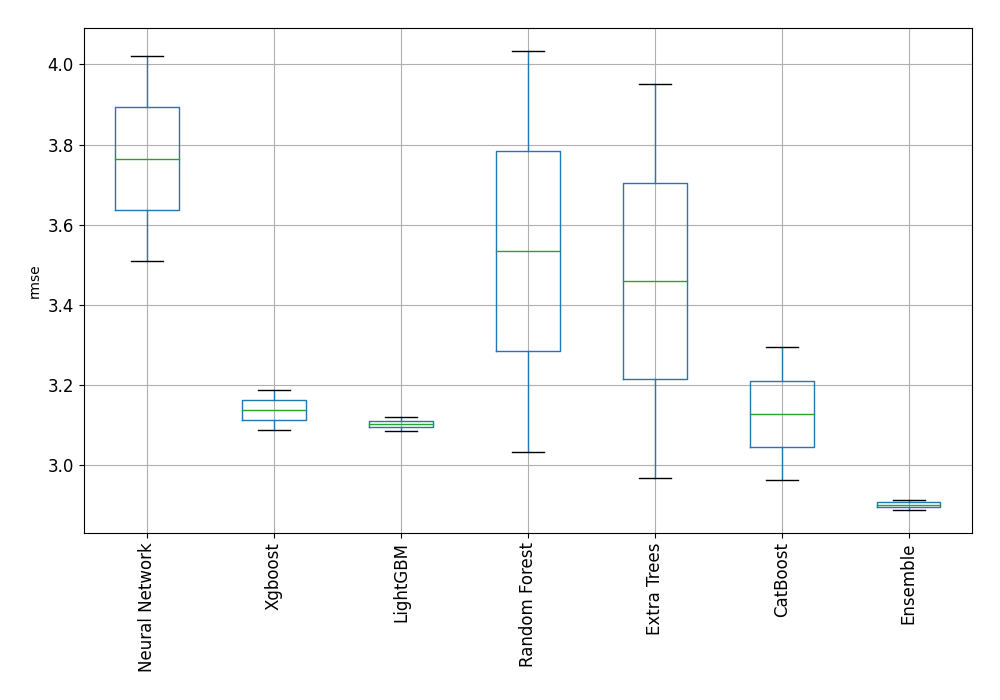 4.0
3.8
3.6
3.4
3.2
3.0
rmse
Neural Network
Xgboost
LightGBM
Random Forest
Extra Trees
CatBoost
Ensemble